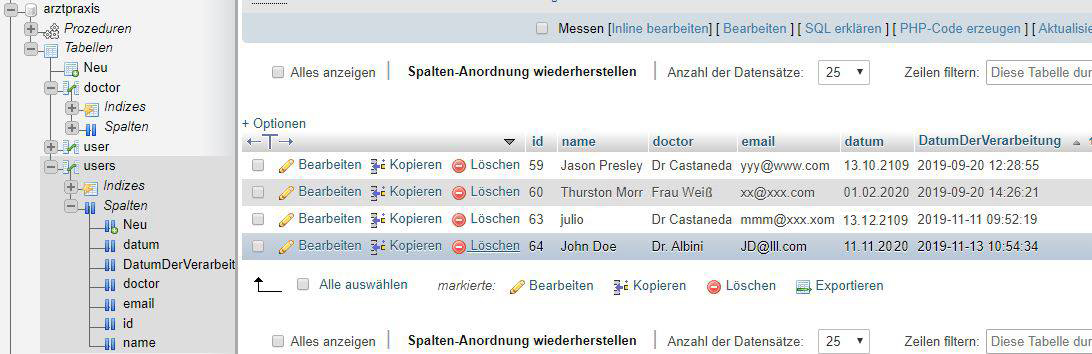 arztpraxis
Prozeduren
Tabellen
Neu
doctor
Indizes
Spalten
user
users
Indizes
Spalten
Neu
datum
DatumDerVerarbeit
doctor
email
id
name
Messen [Inline bearbeiten] [ Bearbeiten ] [ SQL erklären ] [ PHP-Code erzeugen ] [ Aktualisie
Alles anzeigen | Spalten-Anordnung wiederherstellen | Anzahl der Datensätze: 25 Zeilen filtern: Diese Tabelle dur
+ Optionen
id name doctor email datum DatumDerVerarbeitung 1
Bearbeiten Kopieren Löschen 59 Jason Presley Dr Castaneda yyy@www.com 13.10.2109 2019-09-20 12:28:55
Bearbeiten Kopieren Löschen 60 Thurston Morr Frau Weiß xx@xxx.com 01.02.2020 2019-09-20 14:26:21
Bearbeiten Kopieren Löschen 63 julio Dr Castaneda mmm@xxx.xom 13.12.2109 2019-11-11 09:52:19
Bearbeiten Kopieren Löschen 64 John Doe Dr. Albini JD@lll.com 11.11.2020 2019-11-13 10:54:34
Alle auswählen markierte: Bearbeiten Kopieren Löschen Exportieren
Alles anzeigen | Spalten-Anordnung wiederherstellen | Anzahl der Datensätze: 25 Zeilen filtern: Diese Tabelle dur